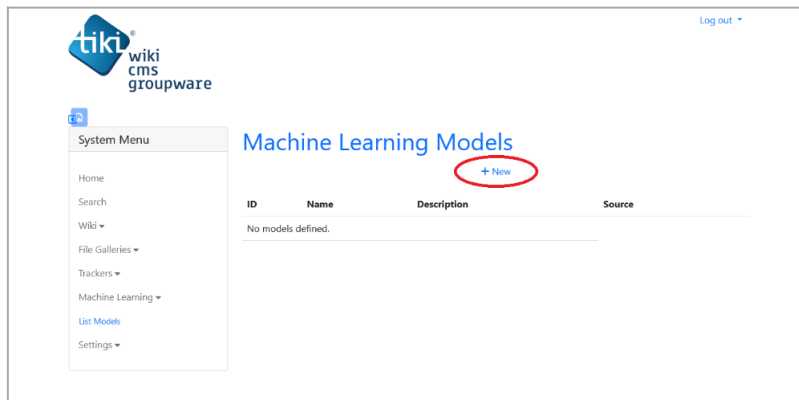 Log out
tiki®
wiki
cms
groupware
System Menu
Machine Learning Models
+ New
Home
Search
Wiki
File Galleries
Trackers
Machine Learning
List Models
Settings
ID Name Description Source
No models defined.